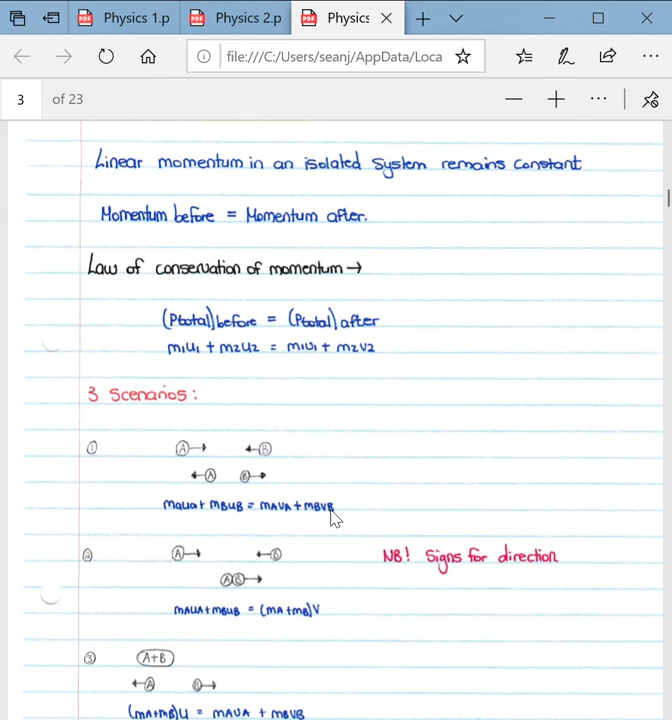 Physics 1.p
Physics 2.p
Physics
file:///C:/Users/seanj/AppData/Loca
3 of 23
Linear momentum in an isolated system remains constant
Momentum before = Momentum after.
Law of conservation of momentum →
(Ptotal)before = (Ptotal)after
m1u1 + m2u2 = m1v1 + m2v2
3 Scenarios:
① A→ ←B
←A B→
mAuA + mBuB = mAvA + mBvB
② A→ ←B NB! Signs for direction
AB→
mAuA + mBuB = (mA+mB)v
③ A+B
←A B→
(mA+mB)u = mAvA + mBvB